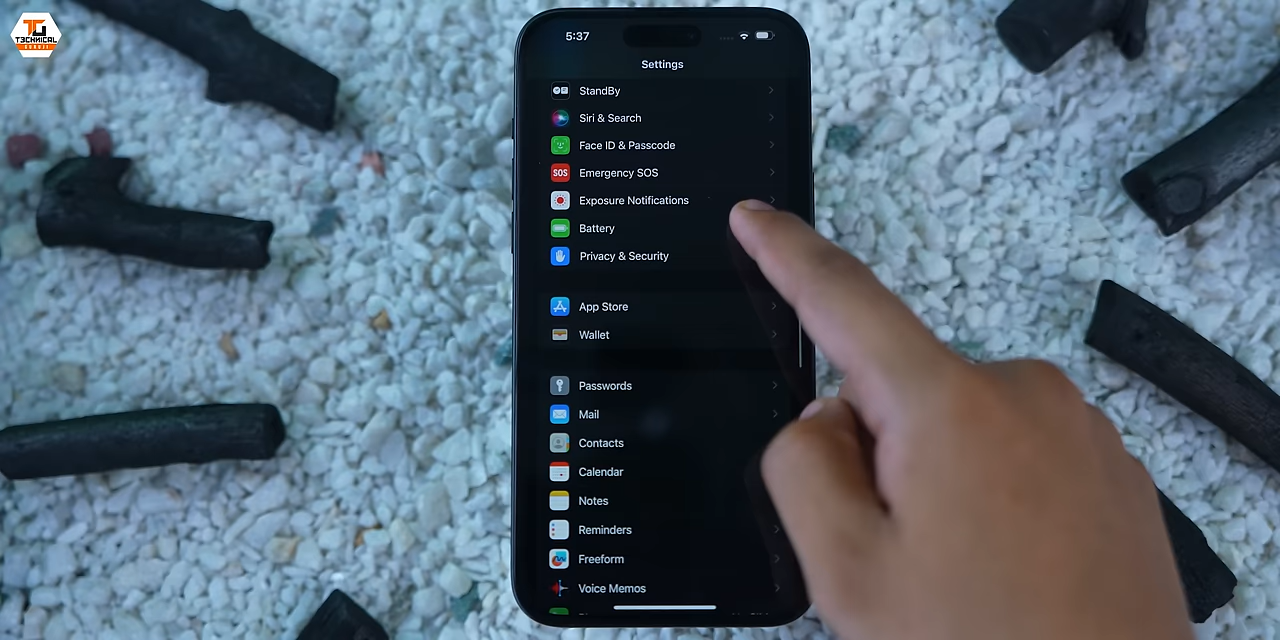 TG
TECHNICAL
GURUJI
5:37
Settings
StandBy
Siri & Search
Face ID & Passcode
SOS
Emergency SOS
Exposure Notifications
Battery
Privacy & Security
App Store
Wallet
Passwords
Mail
Contacts
Calendar
Notes
Reminders
Freeform
Voice Memos